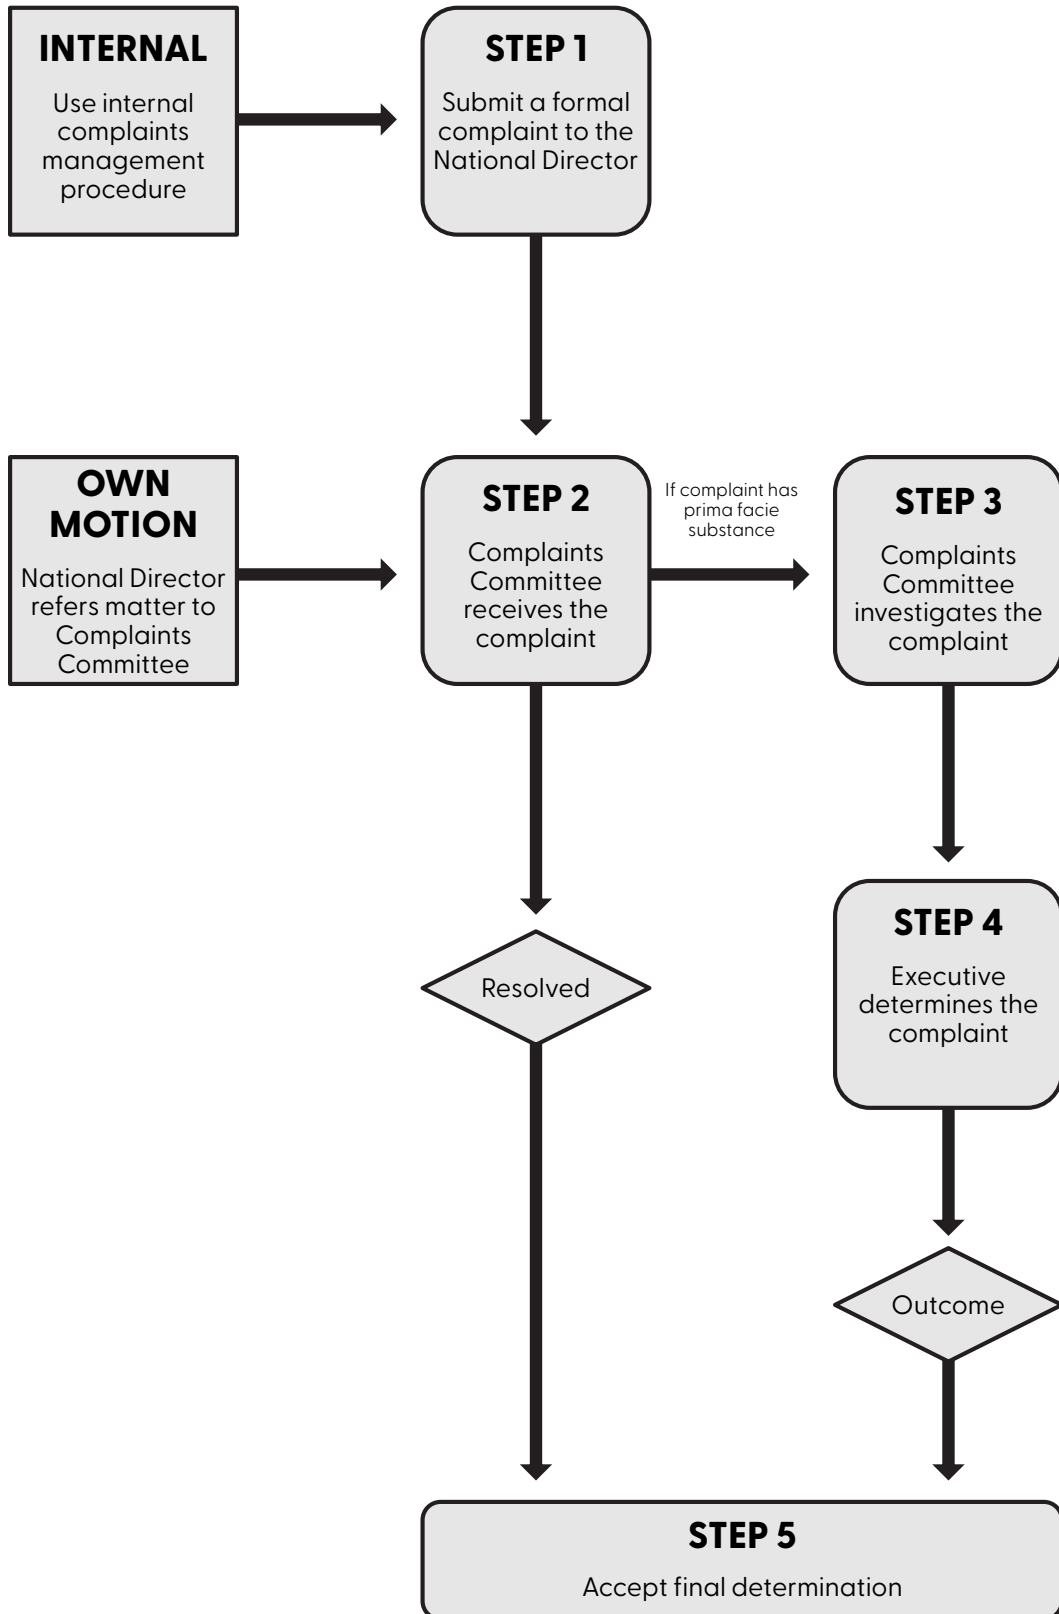 INTERNAL
Use internal
complaints
management
procedure
STEP 1
Submit a formal
complaint to the
National Director
OWN
MOTION
National Director
refers matter to
Complaints
Committee
STEP 2
Complaints
Committee
receives the
complaint
If complaint has
prima facie
substance
STEP 3
Complaints
Committee
investigates the
complaint
Resolved
STEP 4
Executive
determines the
complaint
Outcome
STEP 5
Accept final determination